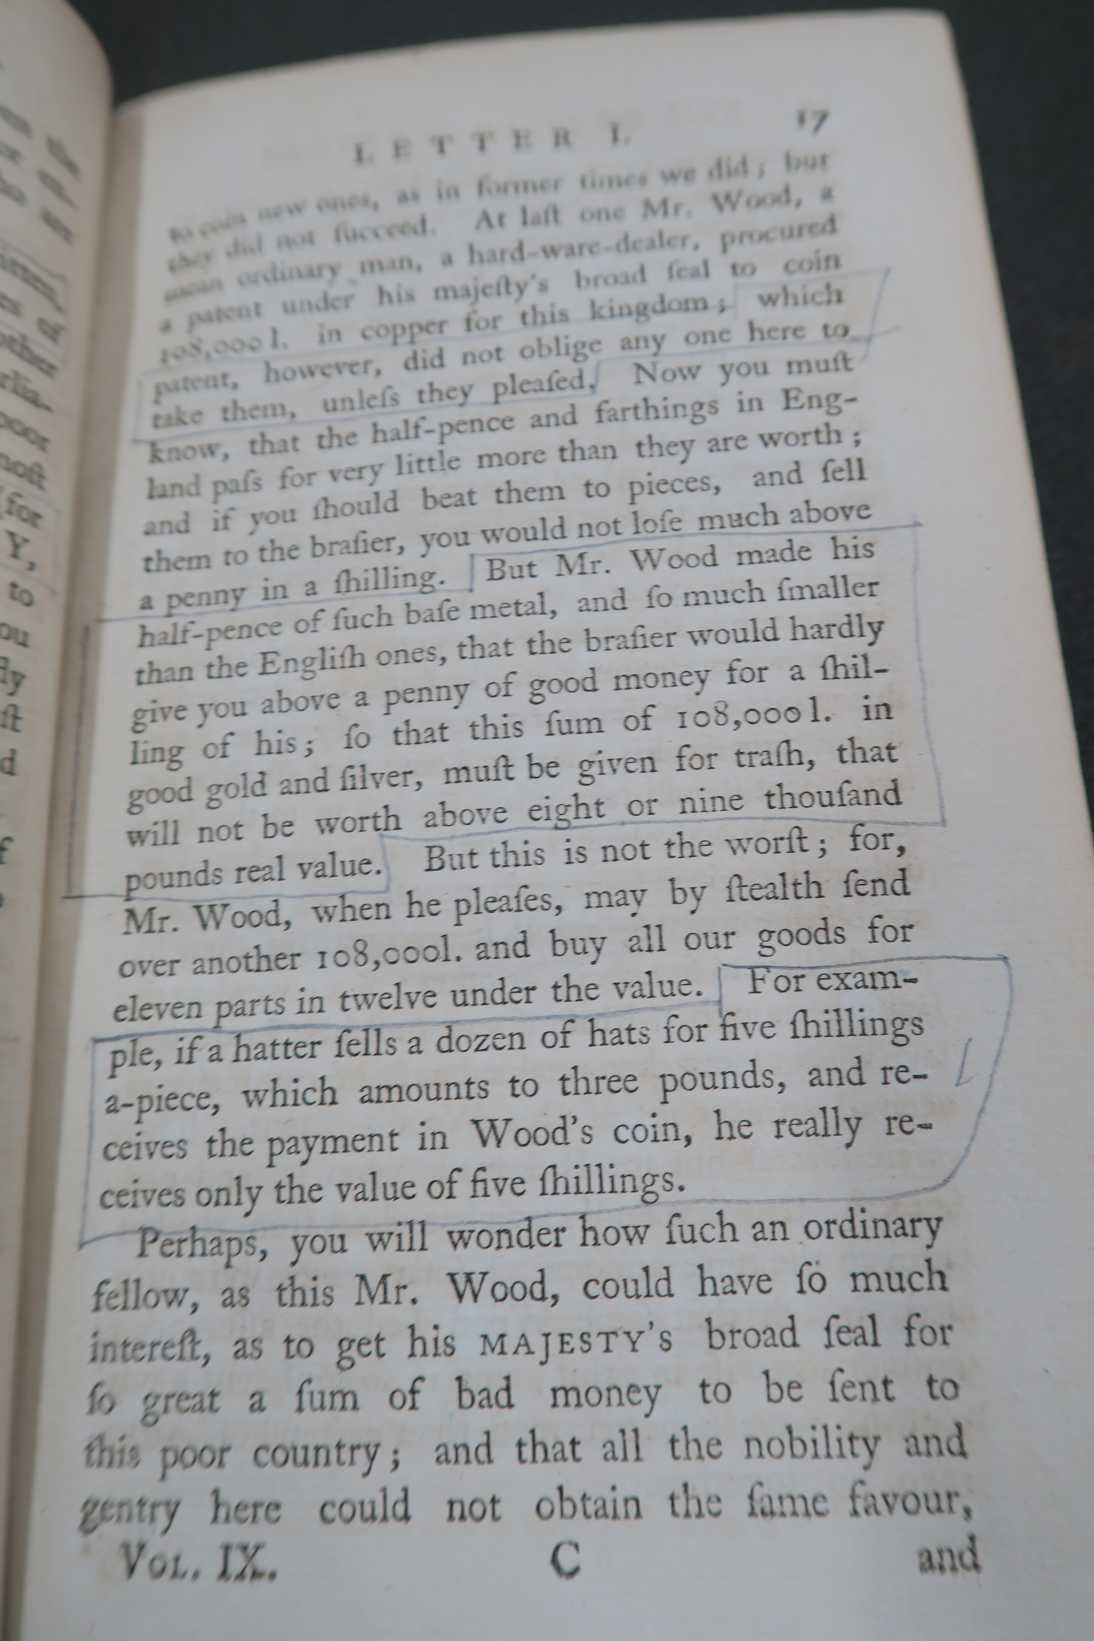 LETTER I. 17
to coin new ones, as in former times we did; but
they did not ſucceed. At laſt one Mr. Wood, a
mean ordinary man, a hard-ware-dealer, procured
a patent under his majeſty's broad ſeal to coin
108,000 l. in copper for this kingdom; which
patent, however, did not oblige any one here to
take them, unleſs they pleaſed, Now you muſt
know, that the half-pence and farthings in Eng-
land paſs for very little more than they are worth;
and if you ſhould beat them to pieces, and ſell
them to the braſier, you would not loſe much above
a penny in a ſhilling. But Mr. Wood made his
half-pence of ſuch baſe metal, and ſo much ſmaller
than the Engliſh ones, that the braſier would hardly
give you above a penny of good money for a ſhil-
ling of his; ſo that this ſum of 108,000 l. in
good gold and ſilver, muſt be given for traſh, that
will not be worth above eight or nine thouſand
pounds real value. But this is not the worſt; for,
Mr. Wood, when he pleaſes, may by ſtealth ſend
over another 108,000l. and buy all our goods for
eleven parts in twelve under the value. For exam-
ple, if a hatter ſells a dozen of hats for five ſhillings
a-piece, which amounts to three pounds, and re-
ceives the payment in Wood's coin, he really re-
ceives only the value of five ſhillings.
Perhaps, you will wonder how ſuch an ordinary
fellow, as this Mr. Wood, could have ſo much
intereſt, as to get his MAJESTY's broad ſeal for
ſo great a ſum of bad money to be ſent to
this poor country; and that all the nobility and
gentry here could not obtain the ſame favour,
VOL. IX. C and